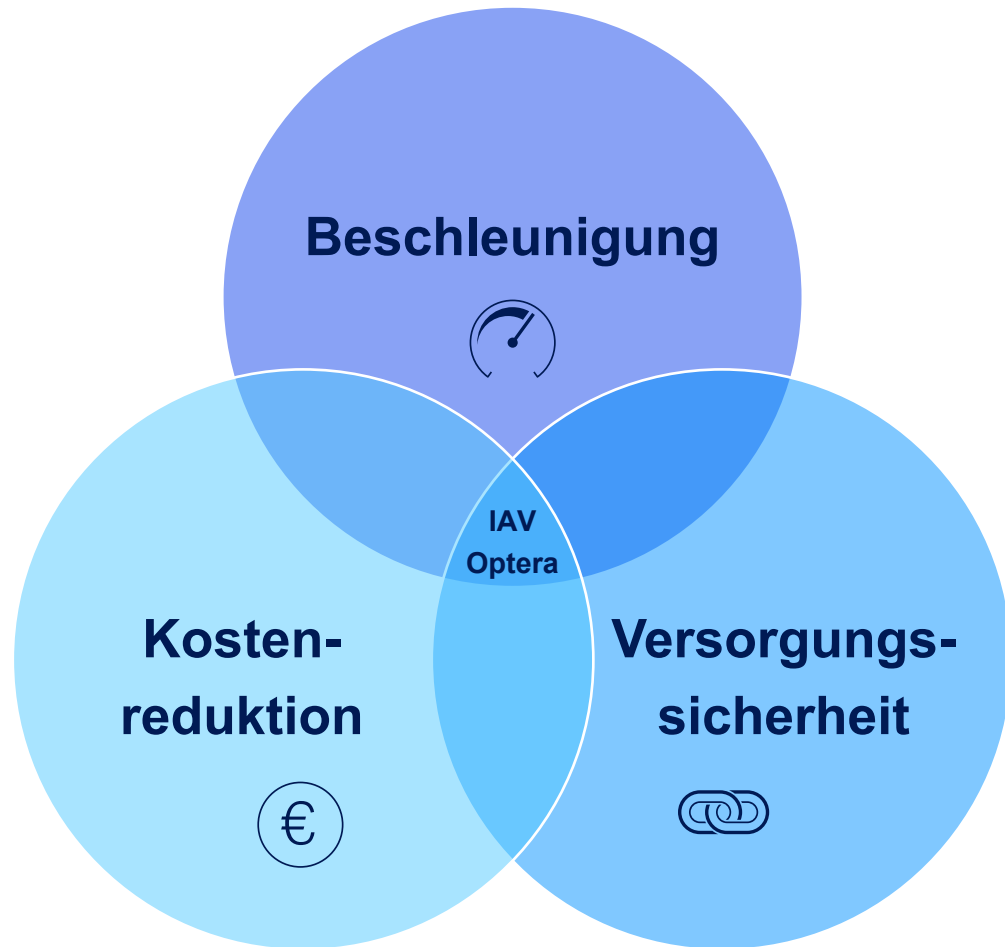 Beschleunigung
IAV
Optera
Kosten-
reduktion
€
Versorgungs-
sicherheit